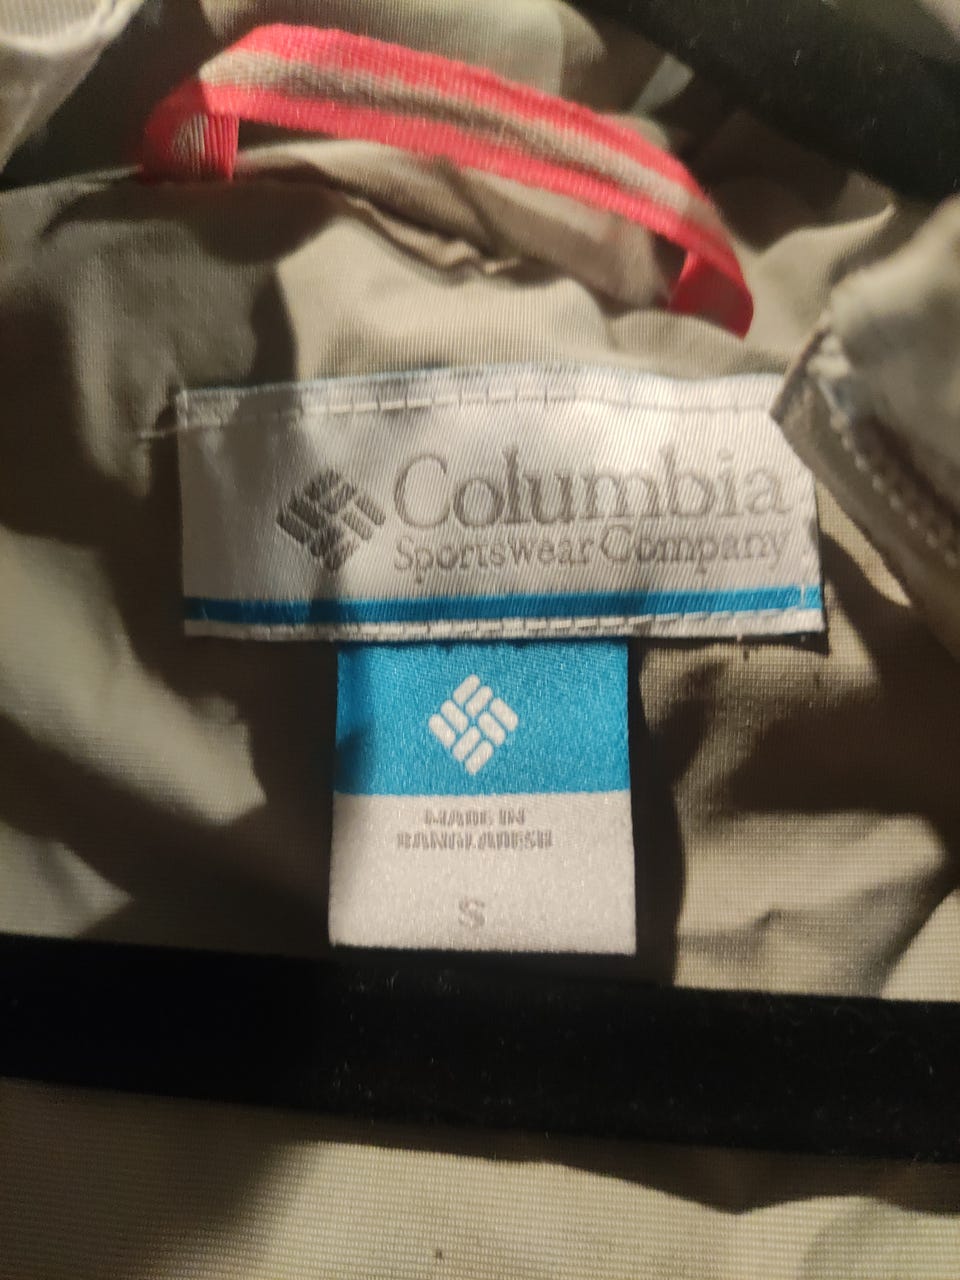 Columbia
Sportswear Company
MADE IN
BANGLADESH
S